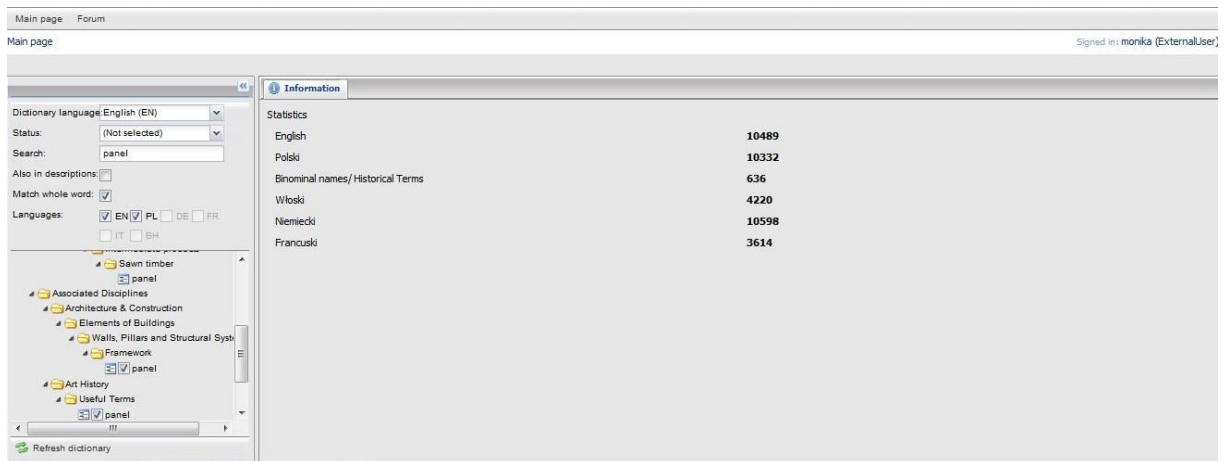 Main page Forum
Main page
Signed in: monika (ExternalUser)
Information
Dictionary language: English (EN)
Status: (Not selected)
Search: panel
Also in descriptions:
Match whole word:
Languages: EN PL DE FR
IT BH
Sawn timber
panel
Associated Disciplines
Architecture & Construction
Elements of Buildings
Walls, Pillars and Structural Syst
Framework
panel
Art History
Useful Terms
panel
Refresh dictionary
Statistics
English 10489
Polski 10332
Binominal names/ Historical Terms 636
Włoski 4220
Niemiecki 10598
Francuski 3614